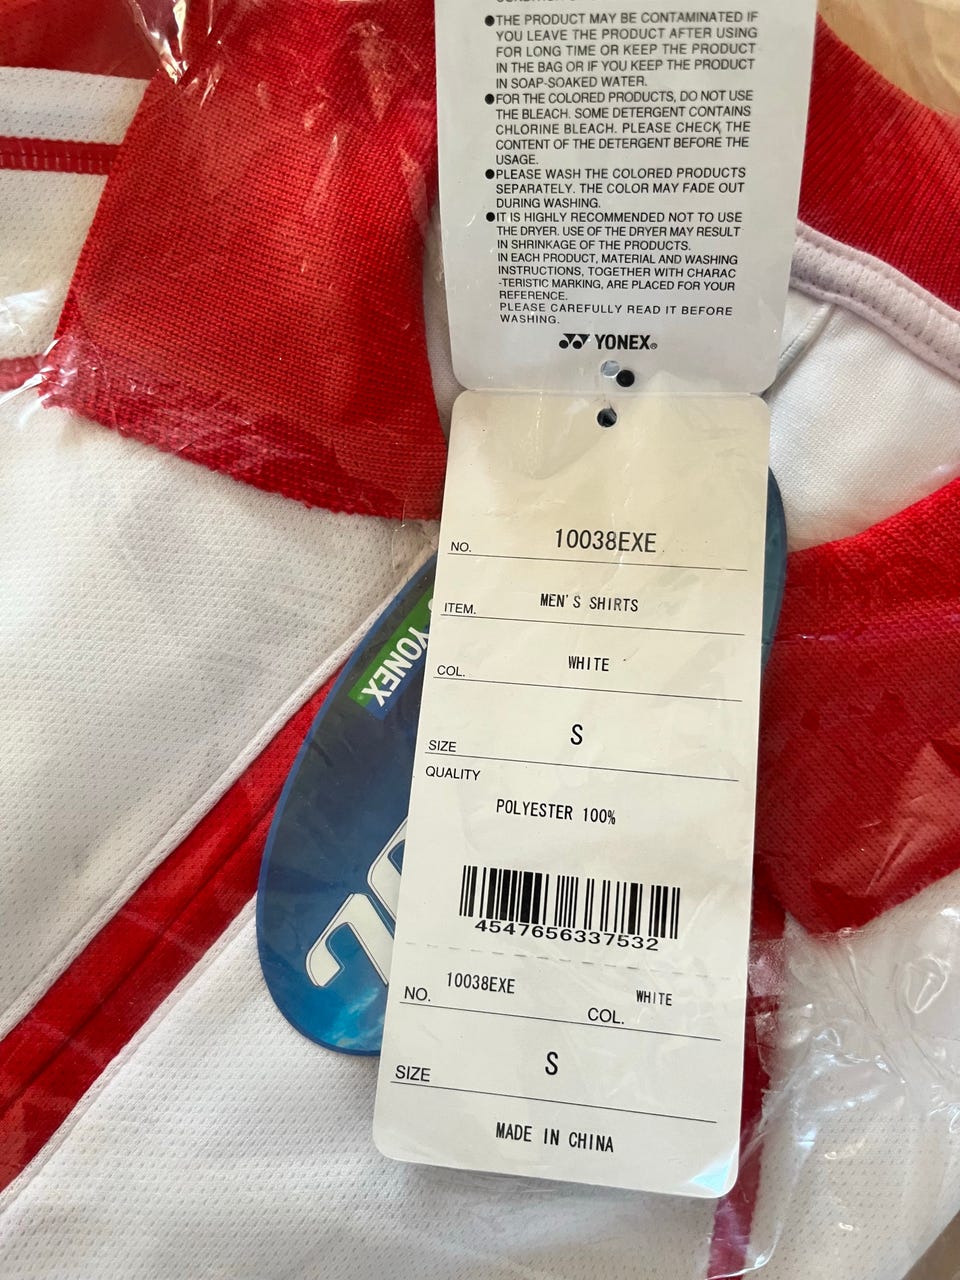 ●THE PRODUCT MAY BE CONTAMINATED IF
YOU LEAVE THE PRODUCT AFTER USING
FOR LONG TIME OR KEEP THE PRODUCT
IN THE BAG OR IF YOU KEEP THE PRODUCT
IN SOAP-SOAKED WATER.
●FOR THE COLORED PRODUCTS, DO NOT USE
THE BLEACH. SOME DETERGENT CONTAINS
CHLORINE BLEACH. PLEASE CHECK THE
CONTENT OF THE DETERGENT BEFORE THE
USAGE.
●PLEASE WASH THE COLORED PRODUCTS
SEPARATELY. THE COLOR MAY FADE OUT
DURING WASHING.
●IT IS HIGHLY RECOMMENDED NOT TO USE
THE DRYER. USE OF THE DRYER MAY RESULT
IN SHRINKAGE OF THE PRODUCTS.
IN EACH PRODUCT, MATERIAL AND WASHING
INSTRUCTIONS, TOGETHER WITH CHARAC
-TERISTIC MARKING, ARE PLACED FOR YOUR
REFERENCE.
PLEASE CAREFULLY READ IT BEFORE
WASHING.
YONEX®
NO. 10038EXE
ITEM. MEN'S SHIRTS
COL. WHITE
SIZE S
QUALITY
POLYESTER 100%
4547656337532
NO. 10038EXE COL. WHITE
SIZE S
MADE IN CHINA
YONEX